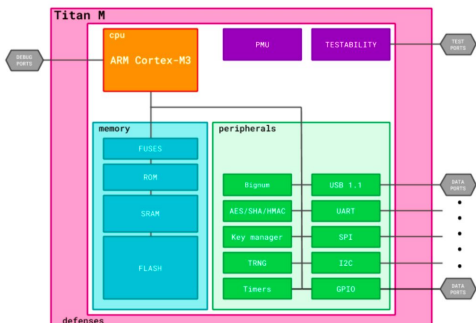 Titan M
cpu
ARM Cortex-M3
PMU
TESTABILITY
DEBUG
PORTS
TEST
PORTS
memory
FUSES
ROM
SRAM
FLASH
peripherals
Bignum
USB 1.1
AES/SHA/HMAC
UART
Key manager
SPI
TRNG
I2C
Timers
GPIO
DATA
PORTS
DATA
PORTS
defenses